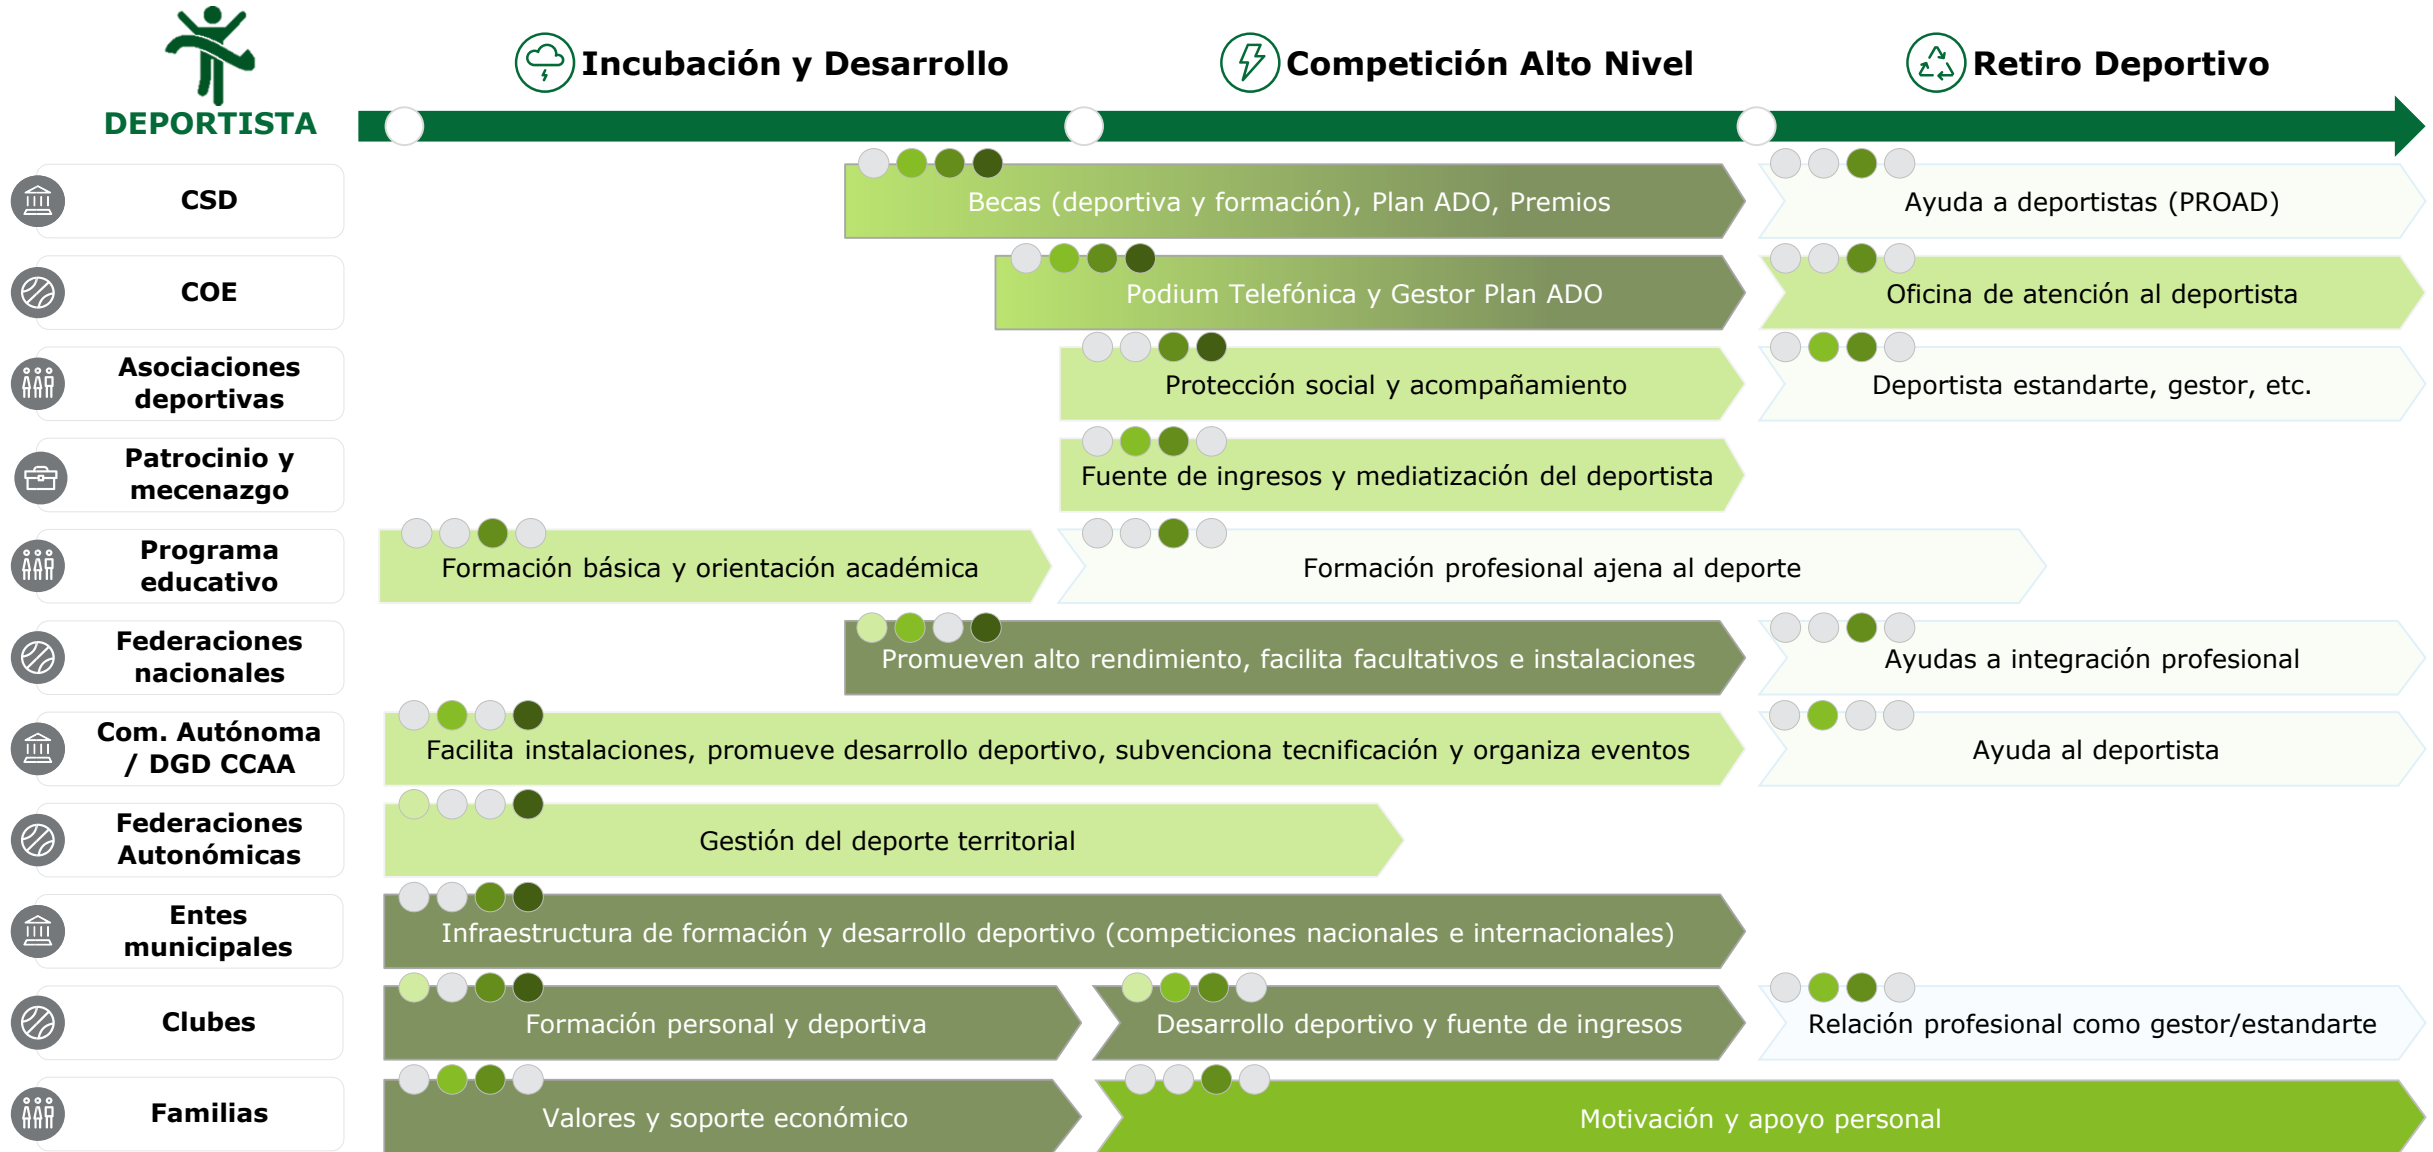 Incubación y Desarrollo
Competición Alto Nivel
Retiro Deportivo
DEPORTISTA
CSD
Becas (deportiva y formación), Plan ADO, Premios
Ayuda a deportistas (PROAD)
COE
Podium Telefónica y Gestor Plan ADO
Oficina de atención al deportista
Asociaciones
deportivas
Protección social y acompañamiento
Deportista estandarte, gestor, etc.
Patrocinio y
mecenazgo
Fuente de ingresos y mediatización del deportista
Programa
educativo
Formación básica y orientación académica
Formación profesional ajena al deporte
Federaciones
nacionales
Promueven alto rendimiento, facilita facultativos e instalaciones
Ayudas a integración profesional
Com. Autónoma
/ DGD CCAA
Facilita instalaciones, promueve desarrollo deportivo, subvenciona tecnificación y organiza eventos
Ayuda al deportista
Federaciones
Autonómicas
Gestión del deporte territorial
Entes
municipales
Infraestructura de formación y desarrollo deportivo (competiciones nacionales e internacionales)
Clubes
Formación personal y deportiva
Desarrollo deportivo y fuente de ingresos
Relación profesional como gestor/estandarte
Familias
Valores y soporte económico
Motivación y apoyo personal